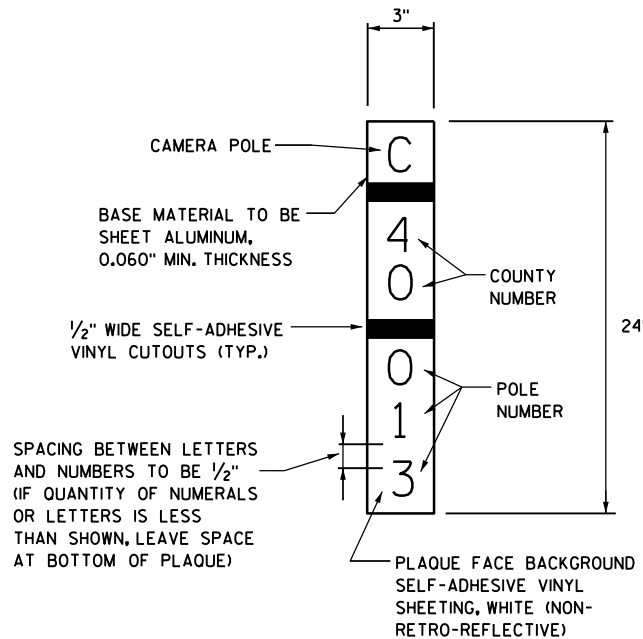 3"
CAMERA POLE
C
BASE MATERIAL TO BE
SHEET ALUMINUM,
0.060" MIN. THICKNESS
4
0
COUNTY
NUMBER
½" WIDE SELF-ADHESIVE
VINYL CUTOUTS (TYP.)
24
0
1
3
POLE
NUMBER
SPACING BETWEEN LETTERS
AND NUMBERS TO BE ½"
(IF QUANTITY OF NUMERALS
OR LETTERS IS LESS
THAN SHOWN, LEAVE SPACE
AT BOTTOM OF PLAQUE)
PLAQUE FACE BACKGROUND
SELF-ADHESIVE VINYL
SHEETING, WHITE (NON-
RETRO-REFLECTIVE)